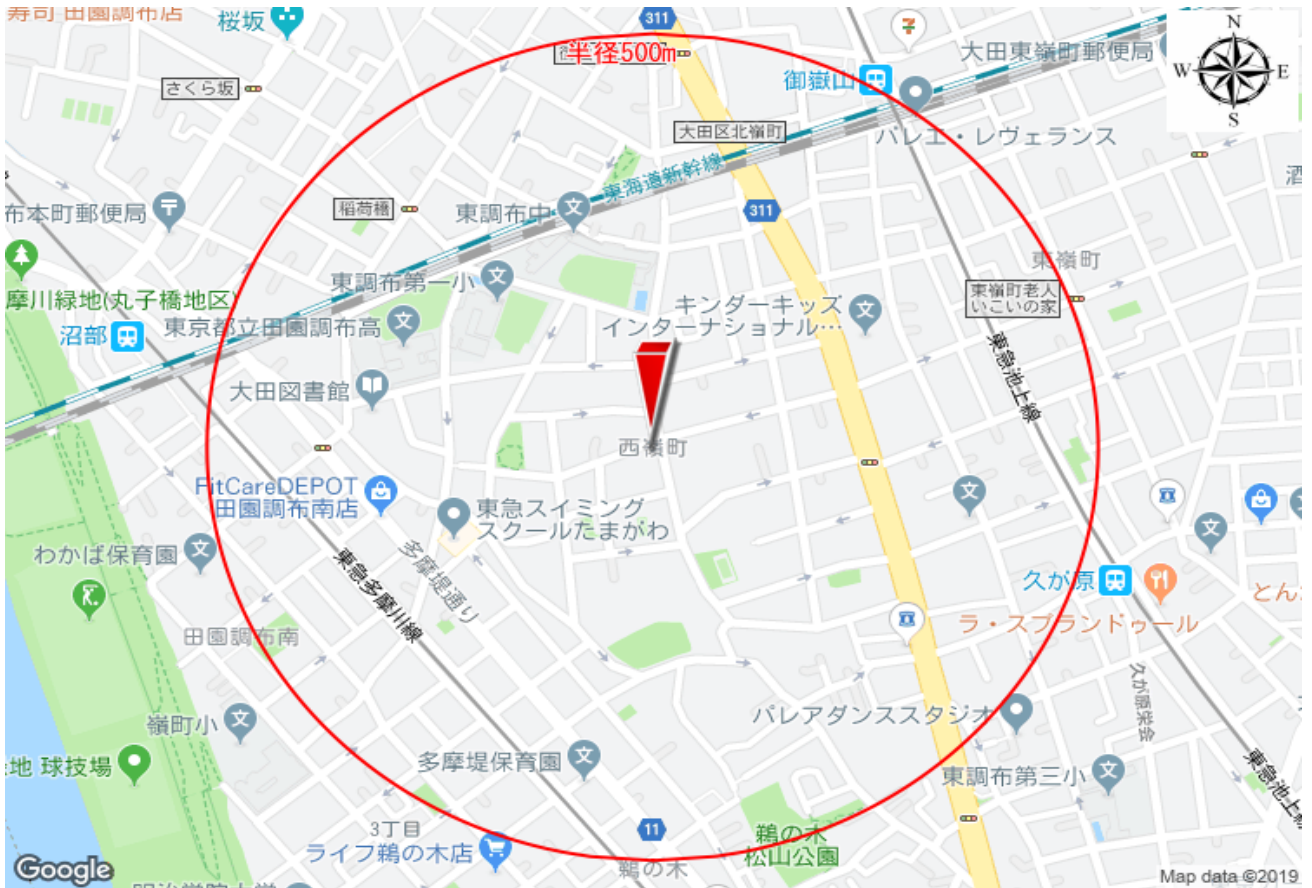 寿司 田園調布店
桜坂
311
半径500m
N
W
E
S
大田東嶺町郵便局
御嶽山
さくら坂
大田区北嶺町
バレエ・レヴェランス
東海道新幹線
布本町郵便局
稲荷橋
東調布中
311
酒
東嶺町
東調布第一小
摩川緑地(丸子橋地区)
キンダーキッズ
インターナショナル…
東嶺町老人
いこいの家
沼部
東京都立田園調布高
東急池上線
大田図書館
西嶺町
FitCareDEPOT
田園調布南店
東急スイミング
スクールたまがわ
わかば保育園
東急多摩川線
多摩堤通り
久が原
とん
田園調布南
ラ・スプランドゥール
久が原栄会
嶺町小
バレアダンススタジオ
多摩堤保育園
地 球技場
東調布第三小
東急池上線
3丁目
ライフ鵜の木店
11
鵜の木
鵜の木
松山公園
Google
Map data ©2019